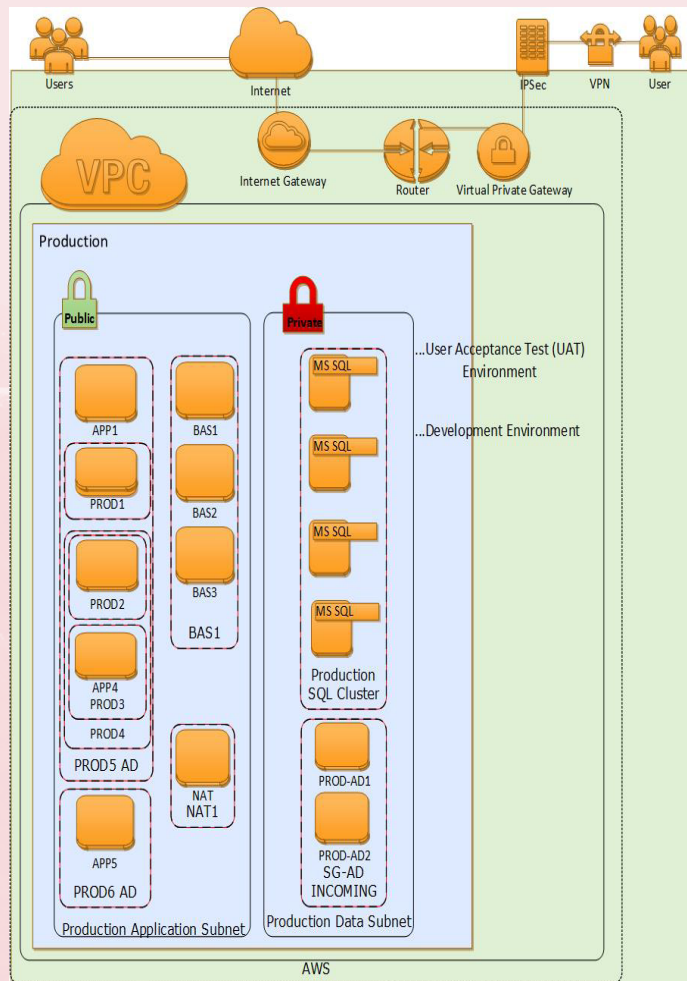 Users
Internet
IPSec
VPN
User
Internet Gateway
Router
Virtual Private Gateway
VPC
Production
Public
Private
APP1
PROD1
PROD2
APP4
PROD3
PROD4
PROD5 AD
APP5
PROD6 AD
BAS1
BAS2
BAS3
BAS1
NAT
NAT1
Production Application Subnet
MS SQL
MS SQL
MS SQL
MS SQL
Production
SQL Cluster
PROD-AD1
PROD-AD2
SG-AD
INCOMING
Production Data Subnet
...User Acceptance Test (UAT)
Environment
...Development Environment
AWS